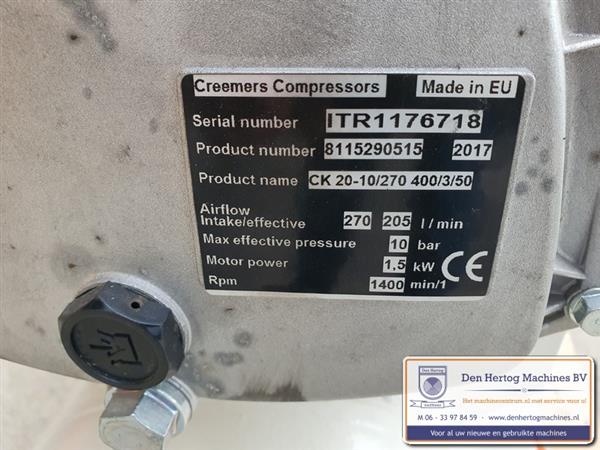 Creemers Compressors Made in EU
Serial number ITR1176718
Product number 8115290515 2017
Product name CK 20-10/270 400/3/50
Airflow
Intake/effective 270 205 l / min
Max effective pressure 10 bar
Motor power 1,5 kW CE
Rpm 1400 min/1
Den Hertog Machines BV
Het machinecentrum.nl met service voor u!
M 06 - 33 97 84 59 - www.denhertogmachines.nl
Voor al uw nieuwe en gebruikte machines